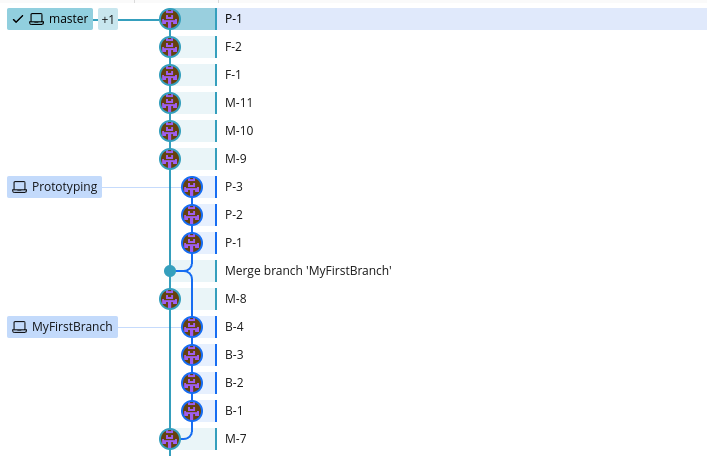 master +1 P-1
F-2
F-1
M-11
M-10
M-9
Prototyping P-3
P-2
P-1
Merge branch 'MyFirstBranch'
M-8
MyFirstBranch B-4
B-3
B-2
B-1
M-7